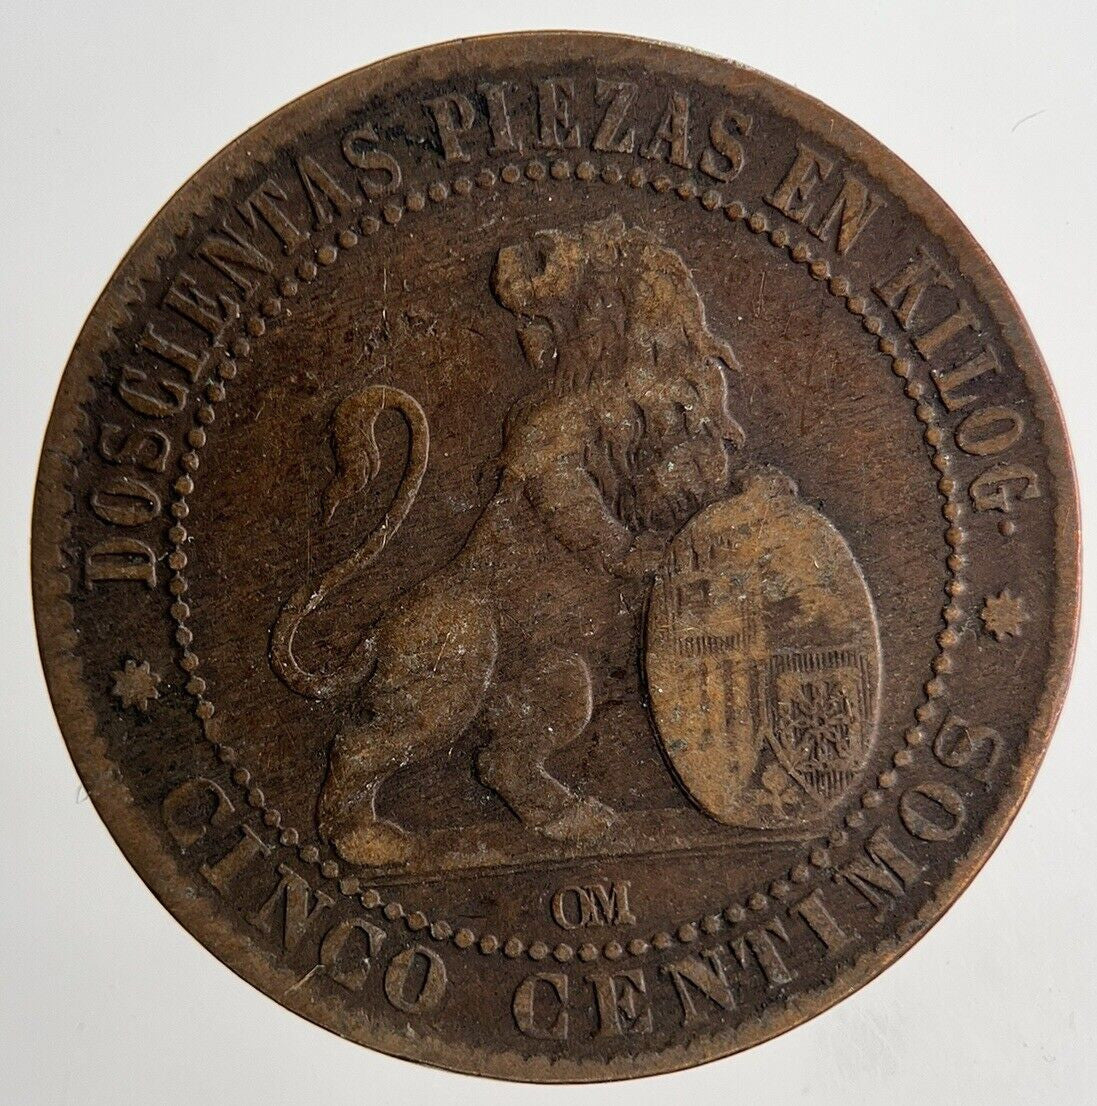 DOSCIENTAS PIEZAS EN KILOG.
CINCO CENTIMOS
OM